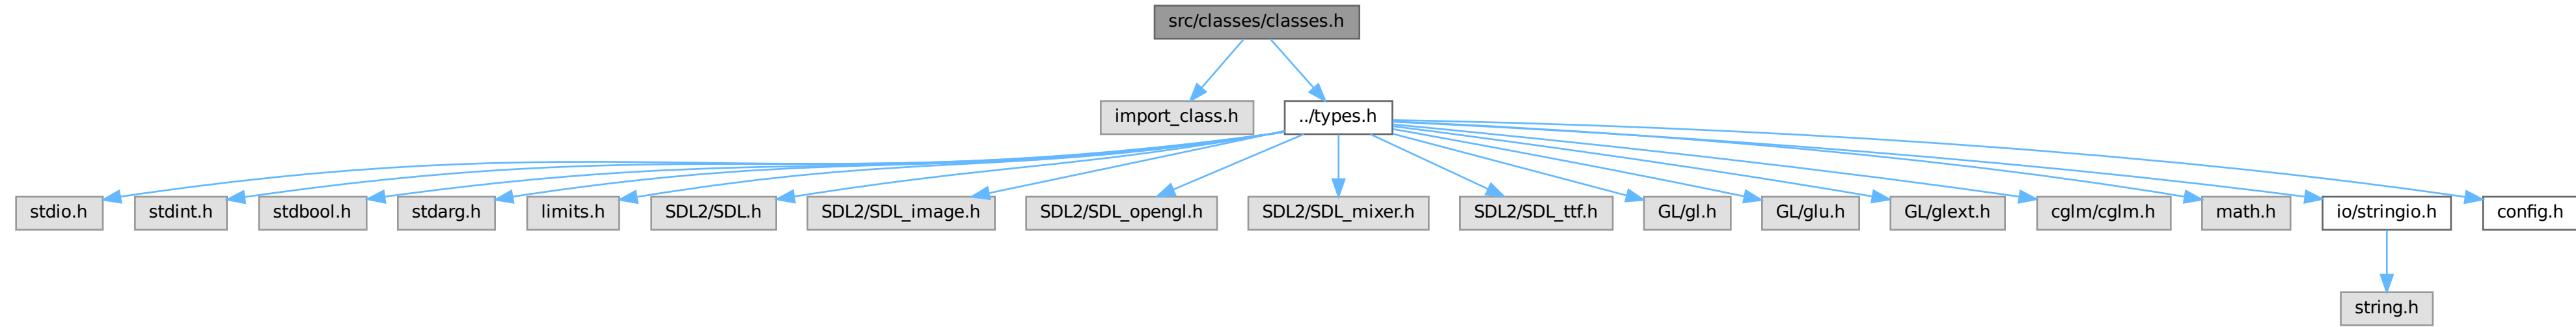 src/classes/classes.h
import_class.h
../types.h
stdio.h
stdint.h
stdbool.h
stdarg.h
limits.h
SDL2/SDL.h
SDL2/SDL_image.h
SDL2/SDL_opengl.h
SDL2/SDL_mixer.h
SDL2/SDL_ttf.h
GL/gl.h
GL/glu.h
GL/glext.h
cglm/cglm.h
math.h
io/stringio.h
config.h
string.h